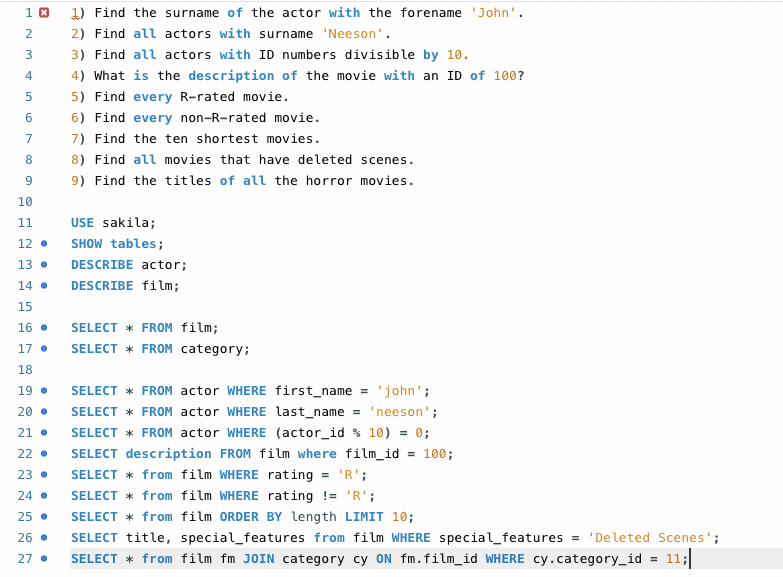 1 1) Find the surname of the actor with the forename 'John'.
2 2) Find all actors with surname 'Neeson'.
3 3) Find all actors with ID numbers divisible by 10.
4 4) What is the description of the movie with an ID of 100?
5 5) Find every R-rated movie.
6 6) Find every non-R-rated movie.
7 7) Find the ten shortest movies.
8 8) Find all movies that have deleted scenes.
9 9) Find the titles of all the horror movies.
10
11 USE sakila;
12 SHOW tables;
13 DESCRIBE actor;
14 DESCRIBE film;
15
16 SELECT * FROM film;
17 SELECT * FROM category;
18
19 SELECT * FROM actor WHERE first_name = 'john';
20 SELECT * FROM actor WHERE last_name = 'neeson';
21 SELECT * FROM actor WHERE (actor_id % 10) = 0;
22 SELECT description FROM film where film_id = 100;
23 SELECT * from film WHERE rating = 'R';
24 SELECT * from film WHERE rating != 'R';
25 SELECT * from film ORDER BY length LIMIT 10;
26 SELECT title, special_features from film WHERE special_features = 'Deleted Scenes';
27 SELECT * from film fm JOIN category cy ON fm.film_id WHERE cy.category_id = 11;